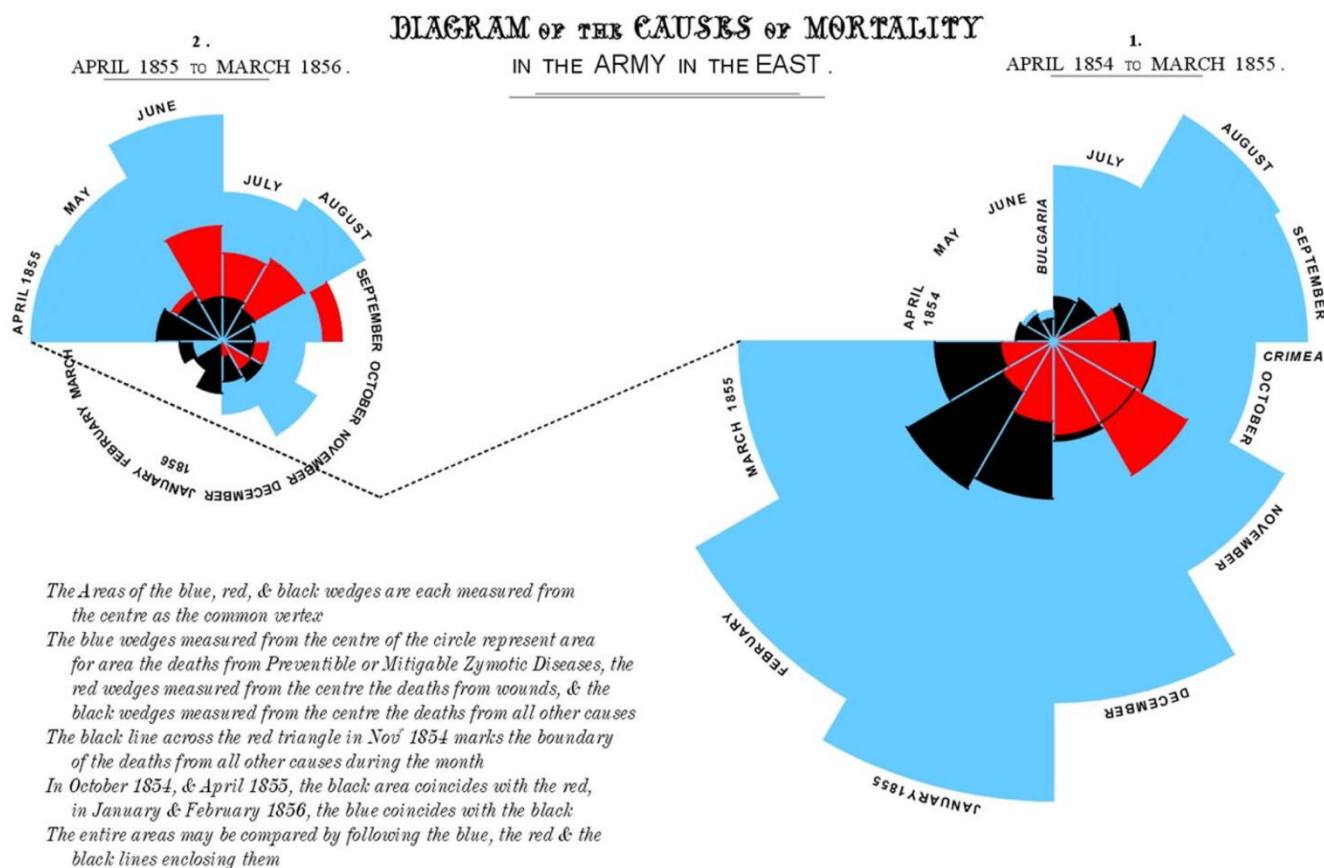 DIAGRAM OF THE CAUSES OF MORTALITY
IN THE ARMY IN THE EAST.
2.
APRIL 1855 TO MARCH 1856.
1.
APRIL 1854 TO MARCH 1855.
APRIL 1855
MAY
JUNE
JULY
AUGUST
SEPTEMBER
OCTOBER
NOVEMBER
DECEMBER
JANUARY
1856
FEBRUARY
MARCH
APRIL
1854
MAY
JUNE
BULGARIA
JULY
AUGUST
SEPTEMBER
CRIMEA
OCTOBER
NOVEMBER
DECEMBER
JANUARY 1855
FEBRUARY
MARCH 1855
The Areas of the blue, red, & black wedges are each measured from
the centre as the common vertex
The blue wedges measured from the centre of the circle represent area
for area the deaths from Preventible or Mitigable Zymotic Diseases, the
red wedges measured from the centre the deaths from wounds, & the
black wedges measured from the centre the deaths from all other causes
The black line across the red triangle in Nov' 1854 marks the boundary
of the deaths from all other causes during the month
In October 1854, & April 1855, the black area coincides with the red,
in January & February 1856, the blue coincides with the black
The entire areas may be compared by following the blue, the red & the
black lines enclosing them